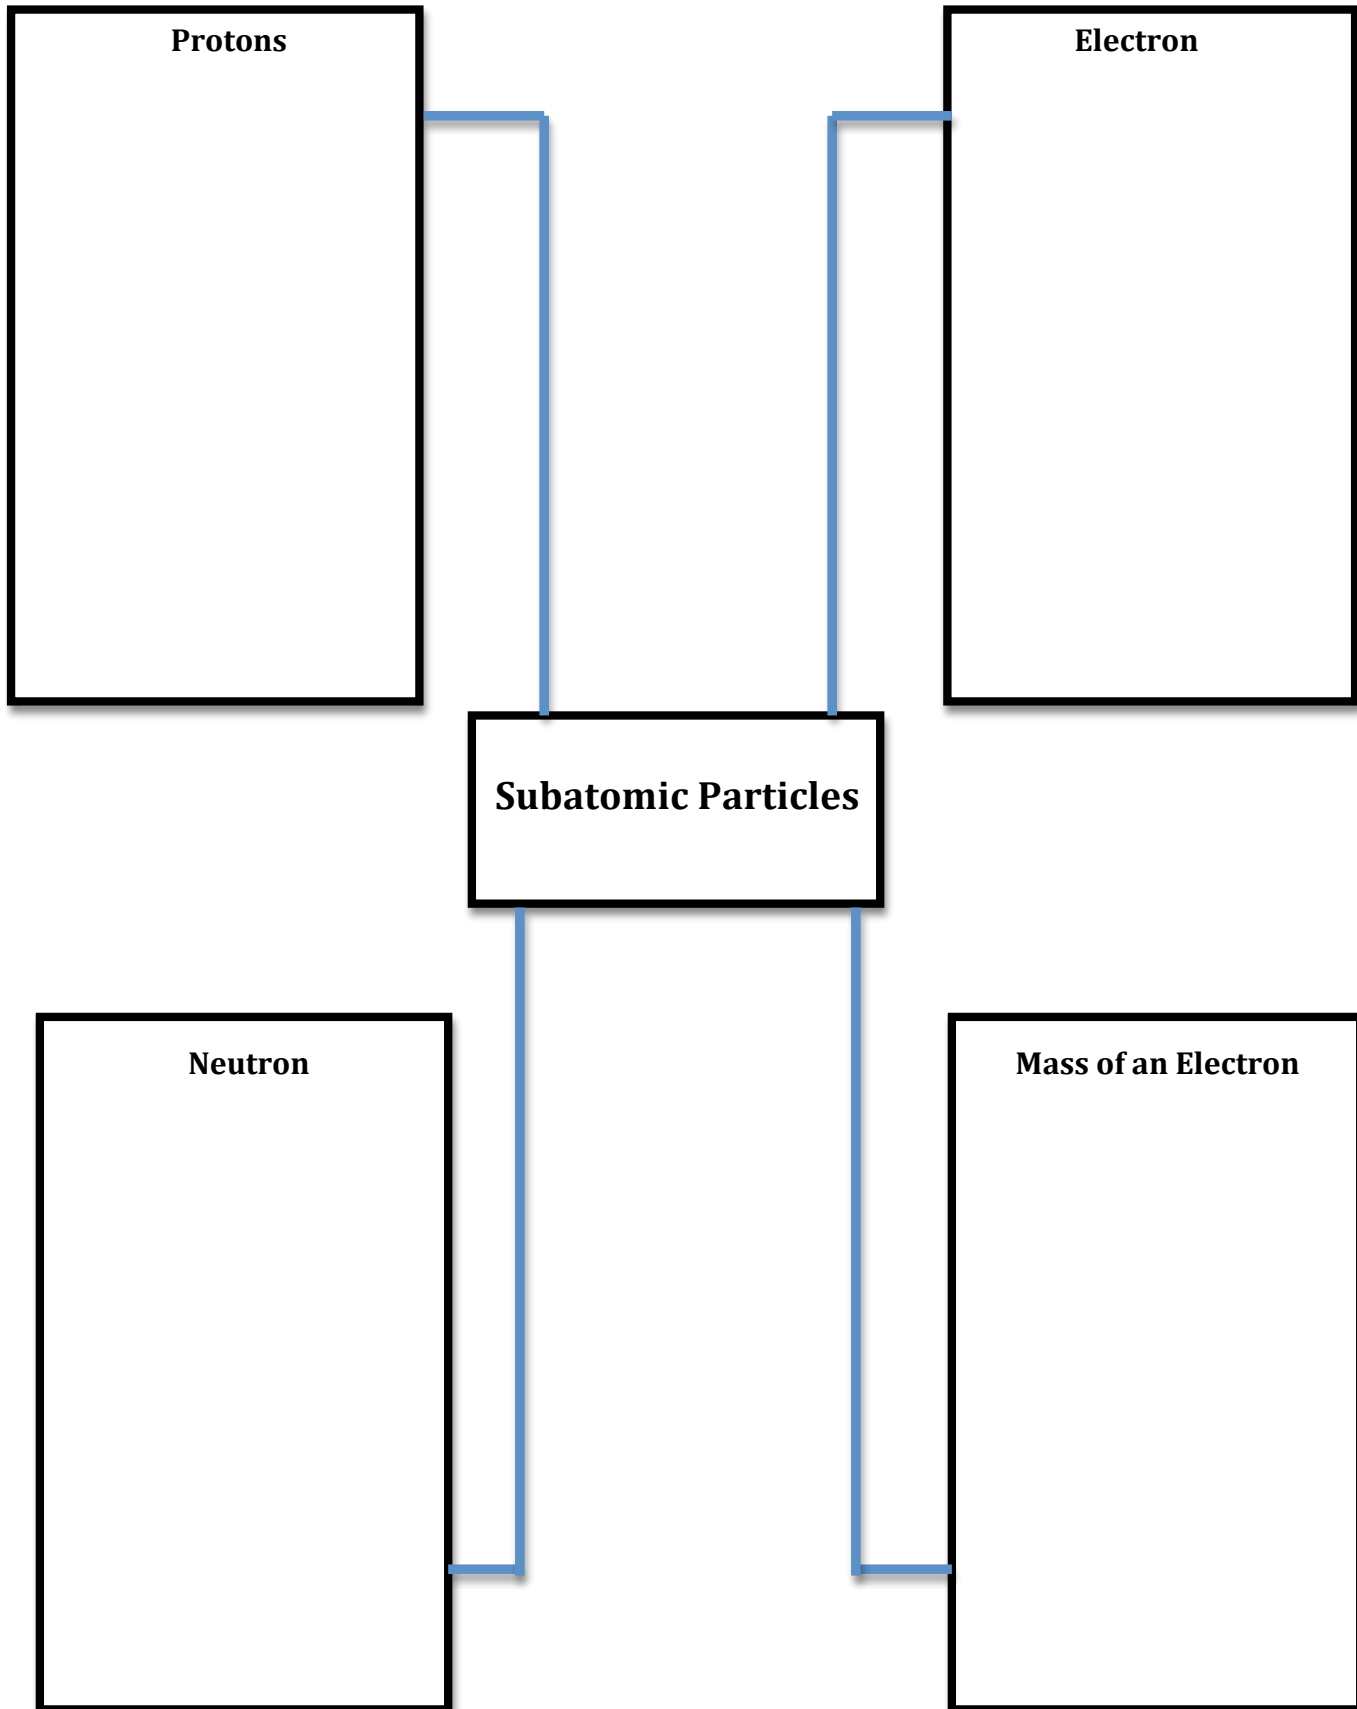 Protons
Electron
Subatomic Particles
Neutron
Mass of an Electron